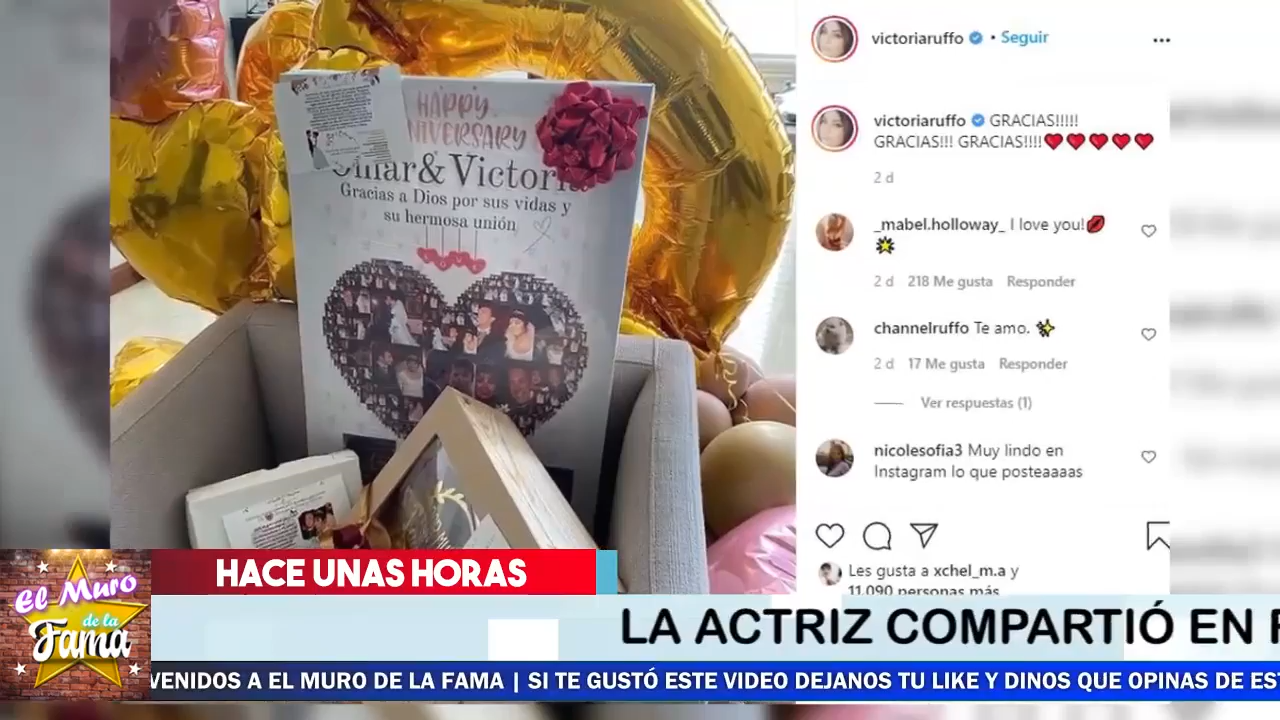 HAPPY
NIVERSARY
Omar& Victoria
Gracias a Dios por sus vidas y
su hermosa unión
LOVE
victoriaruffo • Seguir
victoriaruffo GRACIAS!!!!!
GRACIAS!!! GRACIAS!!!!❤❤❤❤❤
2 d
_mabel.holloway_ I love you!💋
🌟
2 d 218 Me gusta Responder
channelruffo Te amo. ✨
2 d 17 Me gusta Responder
Ver respuestas (1)
nicolesofia3 Muy lindo en
Instagram lo que posteaaaas
Les gusta a xchel_m.a y
11,090 personas más
HACE UNAS HORAS
El Muro
de la
Fama
LA ACTRIZ COMPARTIÓ EN
VENIDOS A EL MURO DE LA FAMA | SI TE GUSTÓ ESTE VIDEO DEJANOS TU LIKE Y DINOS QUE OPINAS DE ES